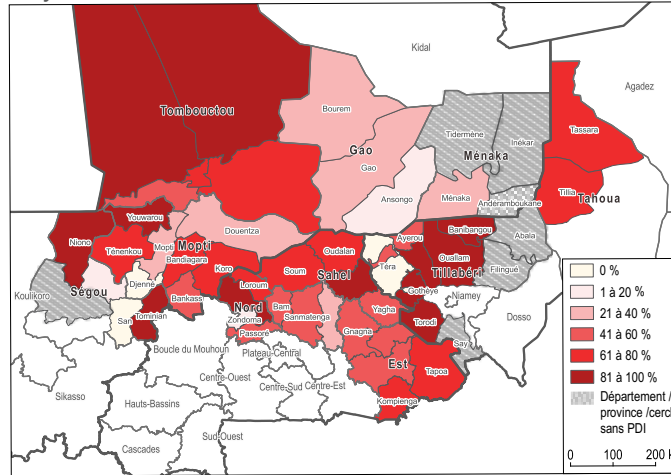 Kidal
Agadez
Tombouctou
Bourem
Tidermène
Inékar
Tassara
Gao
Ménaka
Gao
Ansongo
Ménaka
Andéramboukane
Tillia
Tahoua
Youwarou
Niono
Ténenkou
Mopti
Mopti
Douentza
Bandiagara
Oudalan
Ayerou
Banibangou
Abala
Ouallam
Filingué
Koulikoro
Ségou
Djenné
Koro
Loroum
Soum
Sahel
Téra
Tillabéri
Gothèye
Niamey
Dosso
San
Tominian
Bankass
Nord
Zondoma
Bam
Sanmatenga
Yagha
Torodi
Passoré
Gnagna
Say
Boucle du Mouhoun
Plateau-Central
Est
Tapoa
Sikasso
Centre-Ouest
Centre-Sud
Centre-Est
Kompienga
Hauts-Bassins
Cascades
Sud-Ouest
0 %
1 à 20 %
21 à 40 %
41 à 60 %
61 à 80 %
81 à 100 %
Département /
province /cercl
sans PDI
0 100 200 k